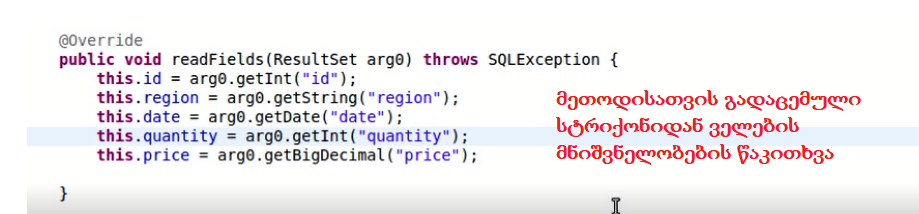 @Override
public void readFields(ResultSet arg0) throws SQLException {
this.id = arg0.getInt("id");
this.region = arg0.getString("region");
this.date = arg0.getDate("date");
this.quantity = arg0.getInt("quantity");
this.price = arg0.getBigDecimal("price");
}
მეთოდისათვის გადაცემული
სტრიქონიდან ველების
მნიშვნელობების წაკითხვა